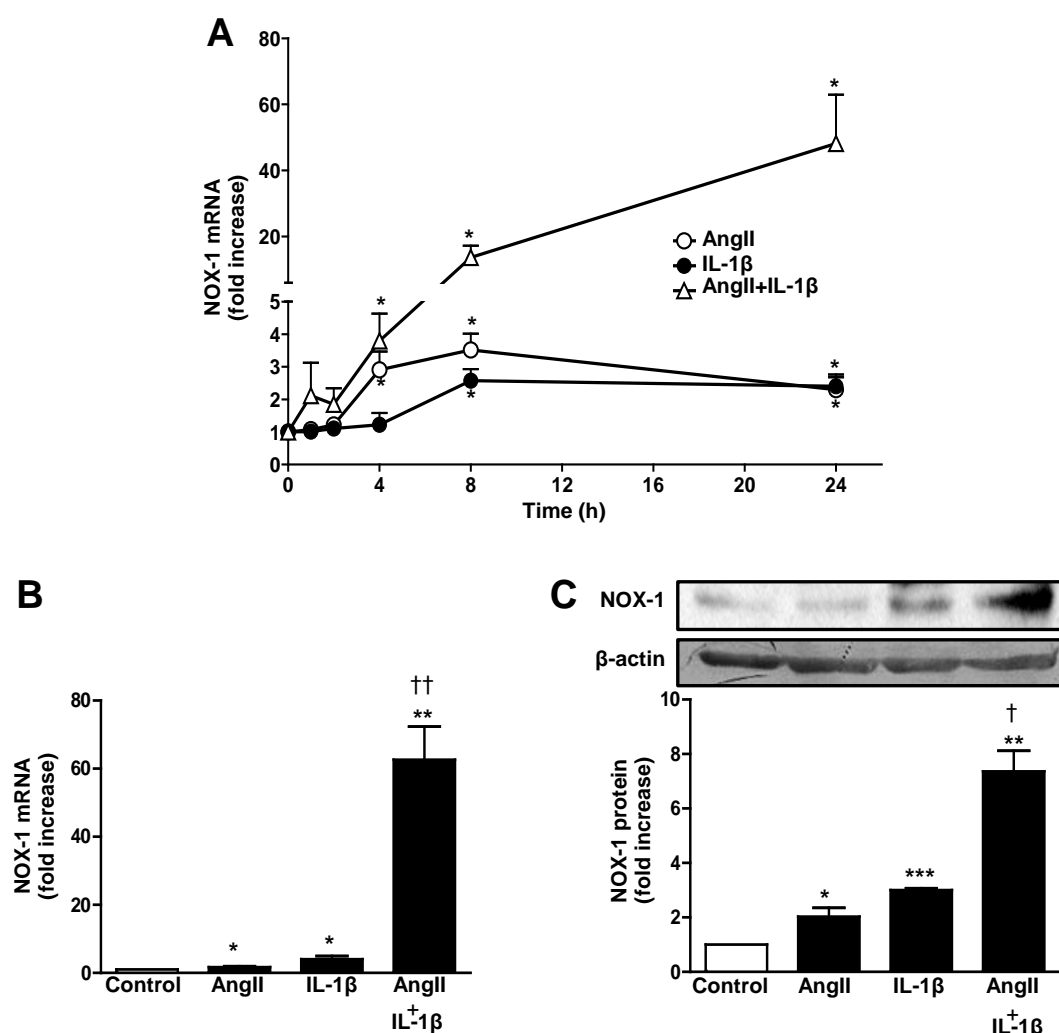 A
80
60
40
20
5
4
3
2
1
0
NOX-1 mRNA
(fold increase)
*
*
*
*
*
*
*
*
AngII
IL-1β
AngII+IL-1β
0 4 8 12 16 20 24
Time (h)
B
80
60
40
20
0
NOX-1 mRNA
(fold increase)
*
*
††
**
Control AngII IL-1β AngII
+
IL-1β
C
NOX-1
β-actin
10
8
6
4
2
0
NOX-1 protein
(fold increase)
*
***
†
**
Control AngII IL-1β AngII
+
IL-1β